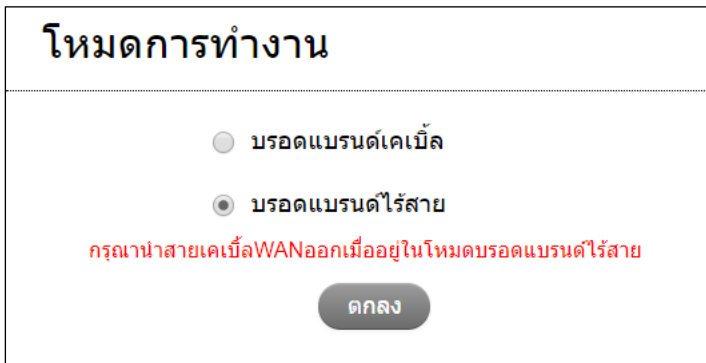 โหมดการทำงาน
บรอดแบรนด์เคเบิ้ล
บรอดแบรนด์ไร้สาย
กรุณานำสายเคเบิ้ลWANออกเมื่ออยู่ในโหมดบรอดแบรนด์ไร้สาย
ตกลง